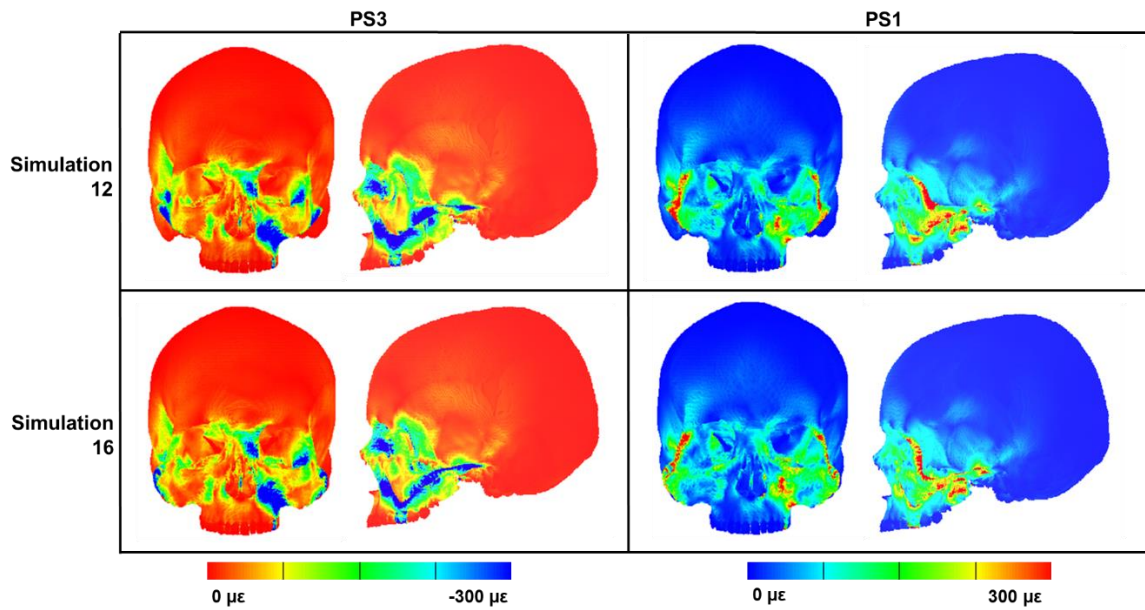 PS3 PS1
Simulation
12
Simulation
16
0 µε -300 µε 0 µε 300 µε